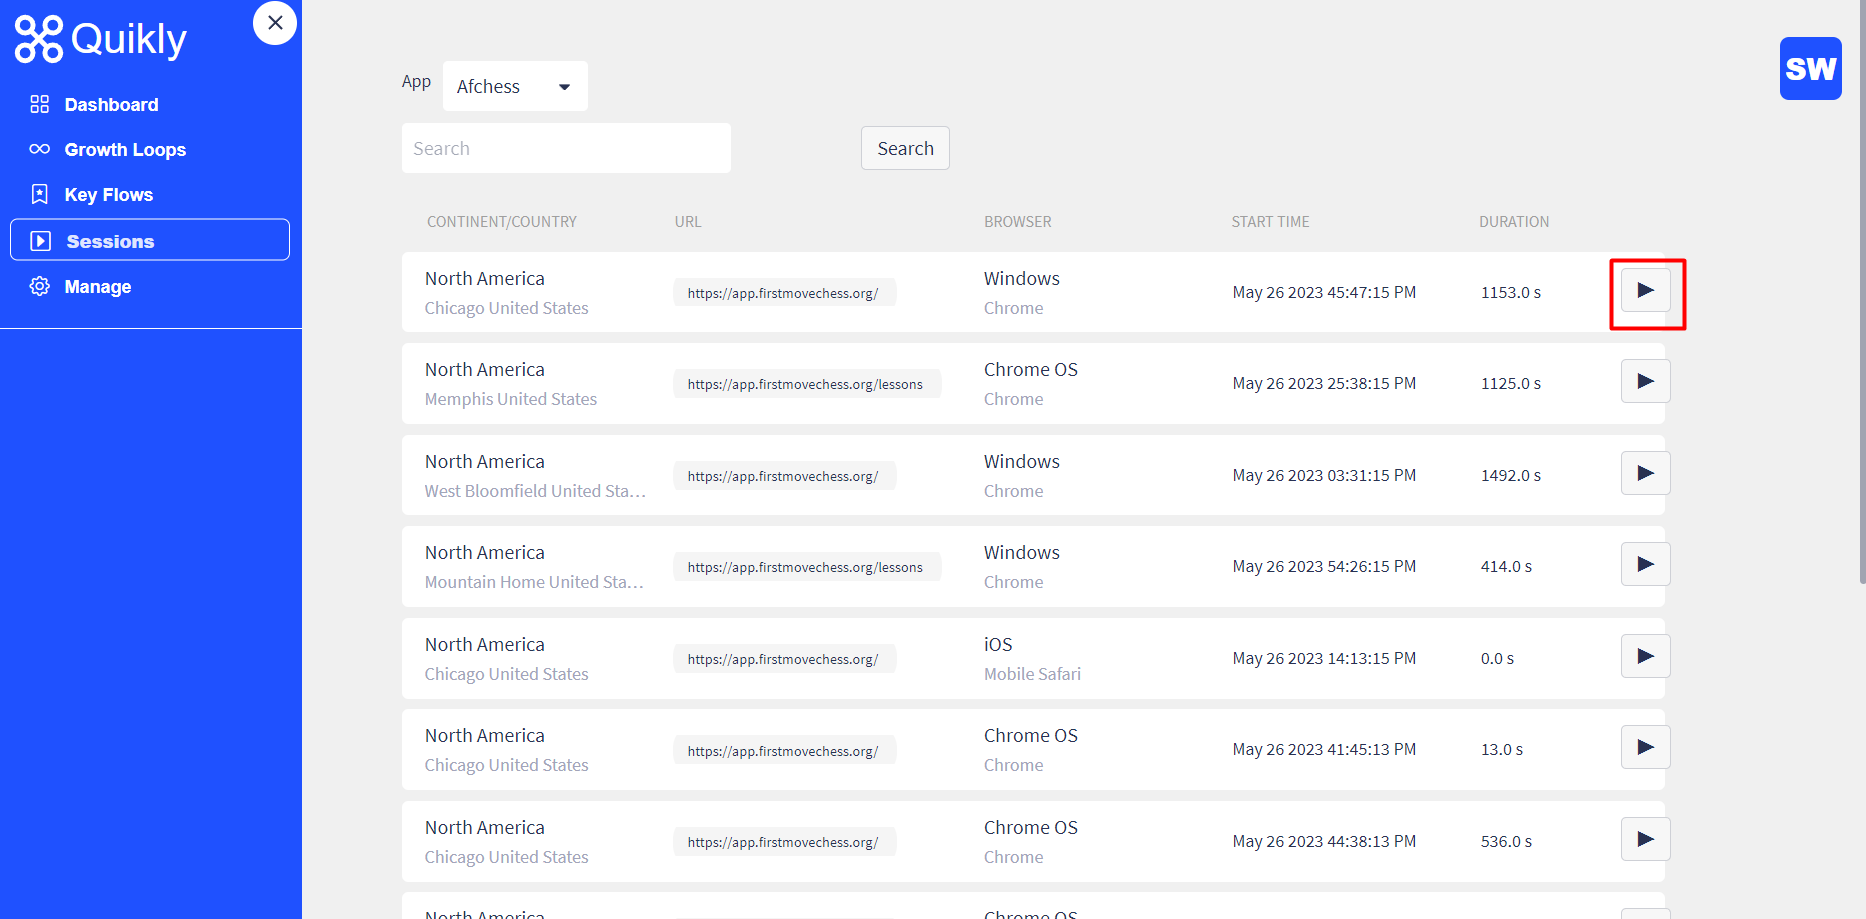 Quikly
Dashboard
Growth Loops
Key Flows
Sessions
Manage
App
Afchess
SW
Search
Search
CONTINENT/COUNTRY URL BROWSER START TIME DURATION
North America
Chicago United States
https://app.firstmovechess.org/
Windows
Chrome
May 26 2023 45:47:15 PM
1153.0 s
North America
Memphis United States
https://app.firstmovechess.org/lessons
Chrome OS
Chrome
May 26 2023 25:38:15 PM
1125.0 s
North America
West Bloomfield United Sta...
https://app.firstmovechess.org/
Windows
Chrome
May 26 2023 03:31:15 PM
1492.0 s
North America
Mountain Home United Sta...
https://app.firstmovechess.org/lessons
Windows
Chrome
May 26 2023 54:26:15 PM
414.0 s
North America
Chicago United States
https://app.firstmovechess.org/
iOS
Mobile Safari
May 26 2023 14:13:15 PM
0.0 s
North America
Chicago United States
https://app.firstmovechess.org/
Chrome OS
Chrome
May 26 2023 41:45:13 PM
13.0 s
North America
Chicago United States
https://app.firstmovechess.org/
Chrome OS
Chrome
May 26 2023 44:38:13 PM
536.0 s
North America
Chrome OS